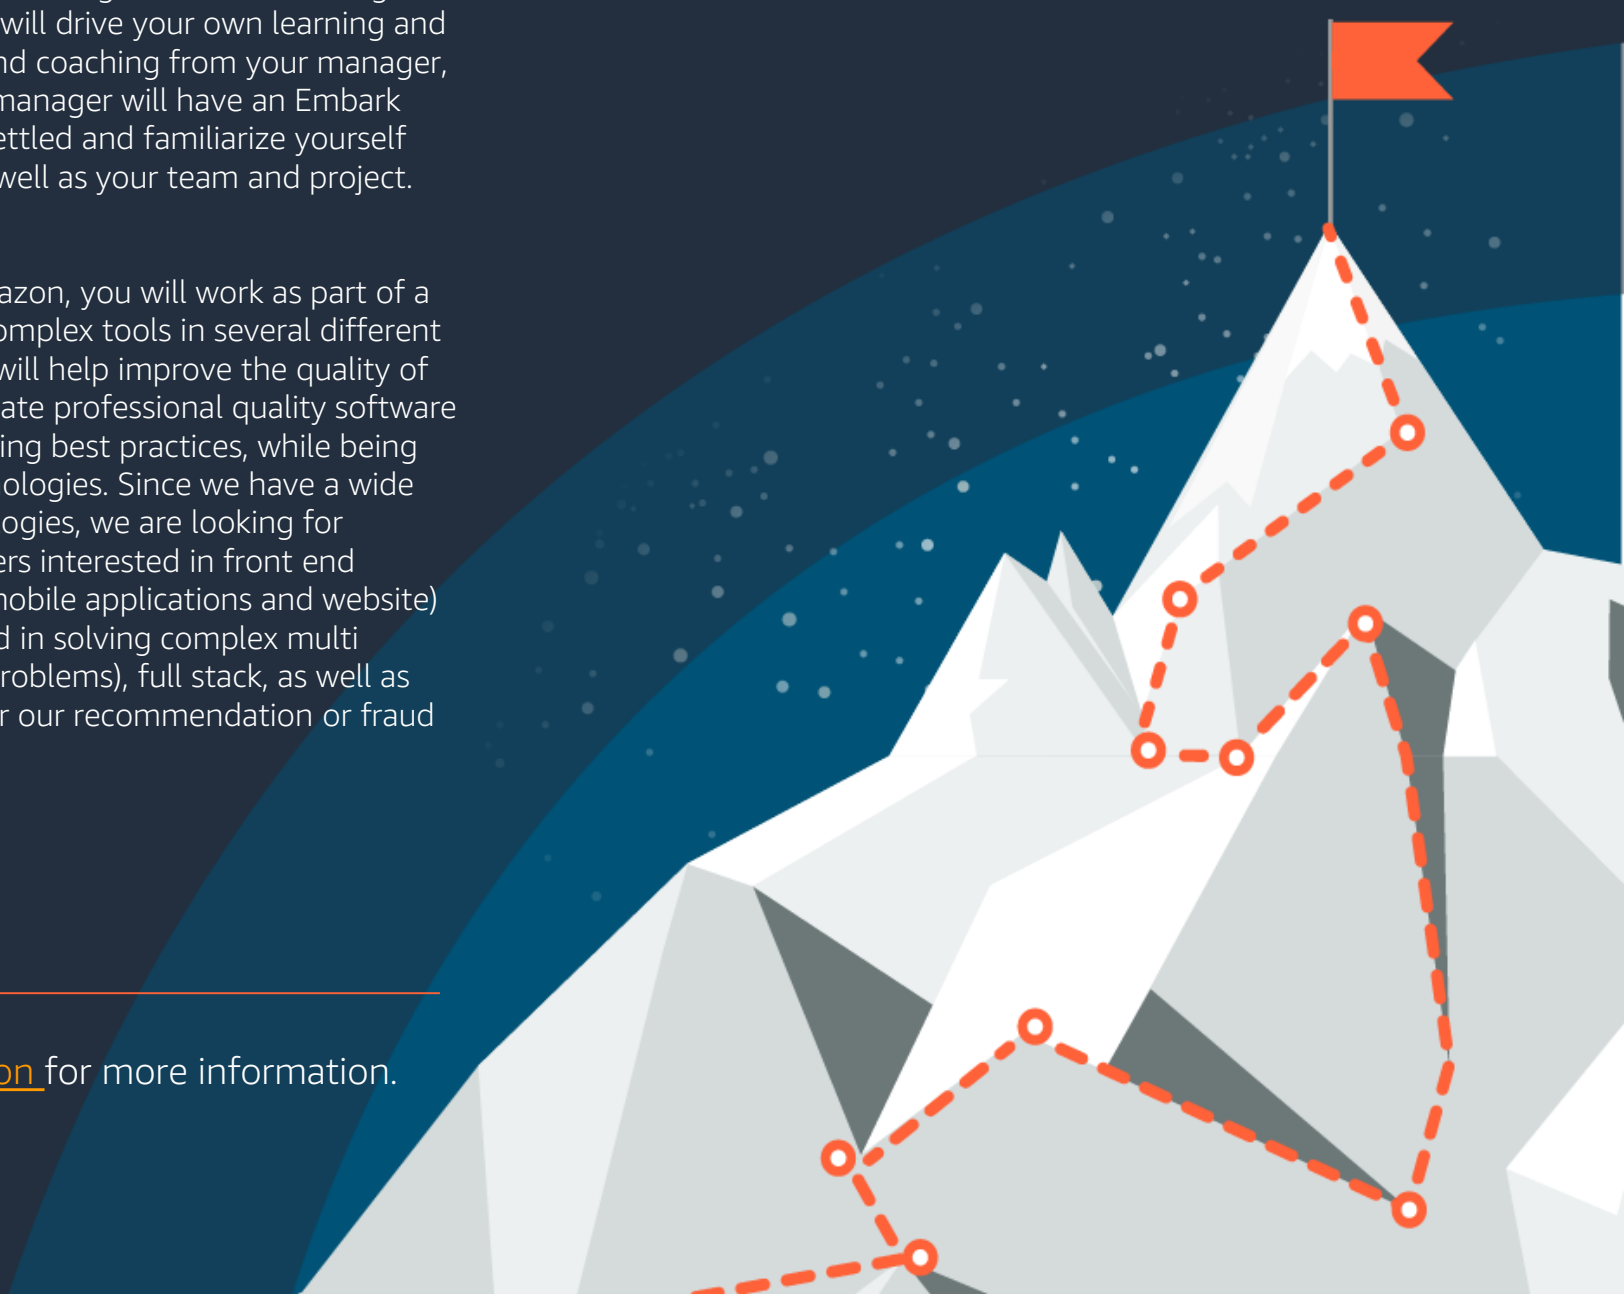 will drive your own learning and
nd coaching from your manager,
manager will have an Embark
ettled and familiarize yourself
well as your team and project.
azon, you will work as part of a
omplex tools in several different
will help improve the quality of
ate professional quality software
ing best practices, while being
ologies. Since we have a wide
ogies, we are looking for
ers interested in front end
mobile applications and website)
d in solving complex multi
roblems), full stack, as well as
r our recommendation or fraud
on for more information.